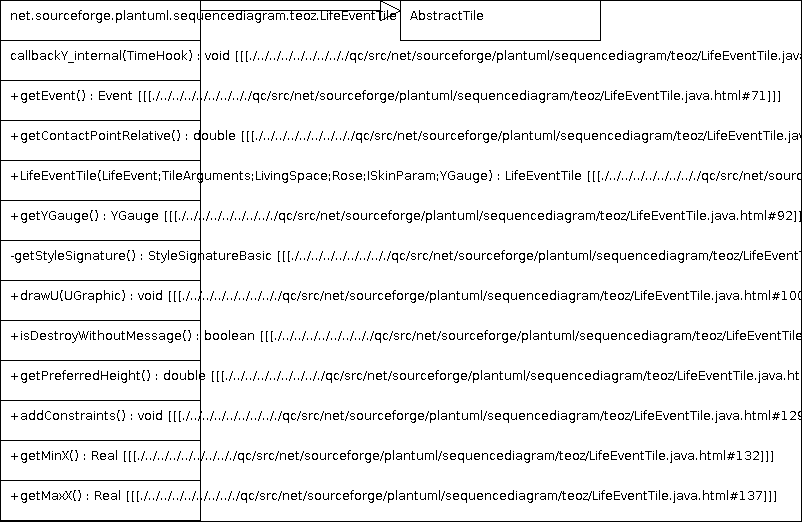 net.sourceforge.plantuml.sequencediagram.teoz.LifeEventTile
AbstractTile
callbackY_internal(TimeHook) : void [[[./../../../../../../../qc/src/net/sourceforge/plantuml/sequencediagram/teoz/LifeEventTile.java
+getEvent() : Event [[[./../../../../../../../qc/src/net/sourceforge/plantuml/sequencediagram/teoz/LifeEventTile.java.html#71]]]
+getContactPointRelative() : double [[[./../../../../../../../qc/src/net/sourceforge/plantuml/sequencediagram/teoz/LifeEventTile.java
+LifeEventTile(LifeEvent;TileArguments;LivingSpace;Rose;ISkinParam;YGauge) : LifeEventTile [[[./../../../../../../../qc/src/net/sour
+getYGauge() : YGauge [[[./../../../../../../../qc/src/net/sourceforge/plantuml/sequencediagram/teoz/LifeEventTile.java.html#92]]]
-getStyleSignature() : StyleSignatureBasic [[[./../../../../../../../qc/src/net/sourceforge/plantuml/sequencediagram/teoz/LifeEventT
+drawU(UGraphic) : void [[[./../../../../../../../qc/src/net/sourceforge/plantuml/sequencediagram/teoz/LifeEventTile.java.html#100
+isDestroyWithoutMessage() : boolean [[[./../../../../../../../qc/src/net/sourceforge/plantuml/sequencediagram/teoz/LifeEventTile
+getPreferredHeight() : double [[[./../../../../../../../qc/src/net/sourceforge/plantuml/sequencediagram/teoz/LifeEventTile.java.ht
+addConstraints() : void [[[./../../../../../../../qc/src/net/sourceforge/plantuml/sequencediagram/teoz/LifeEventTile.java.html#129
+getMinX() : Real [[[./../../../../../../../qc/src/net/sourceforge/plantuml/sequencediagram/teoz/LifeEventTile.java.html#132]]]
+getMaxX() : Real [[[./../../../../../../../qc/src/net/sourceforge/plantuml/sequencediagram/teoz/LifeEventTile.java.html#137]]]